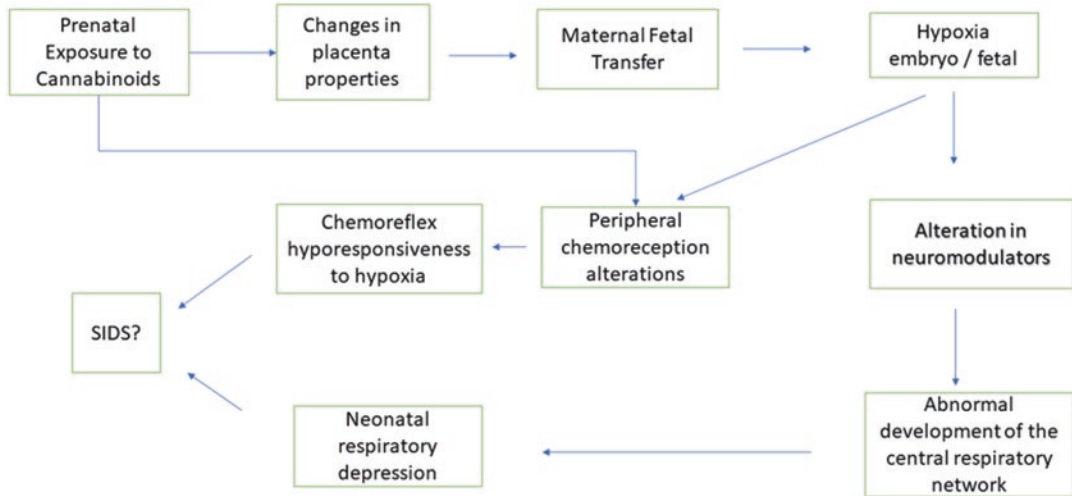 Prenatal
Exposure to
Cannabinoids
Changes in
placenta
properties
Maternal Fetal
Transfer
Hypoxia
embryo / fetal
Chemoreflex
hyporesponsiveness
to hypoxia
Peripheral
chemoreception
alterations
Alteration in
neuromodulators
SIDS?
Neonatal
respiratory
depression
Abnormal
development of the
central respiratory
network